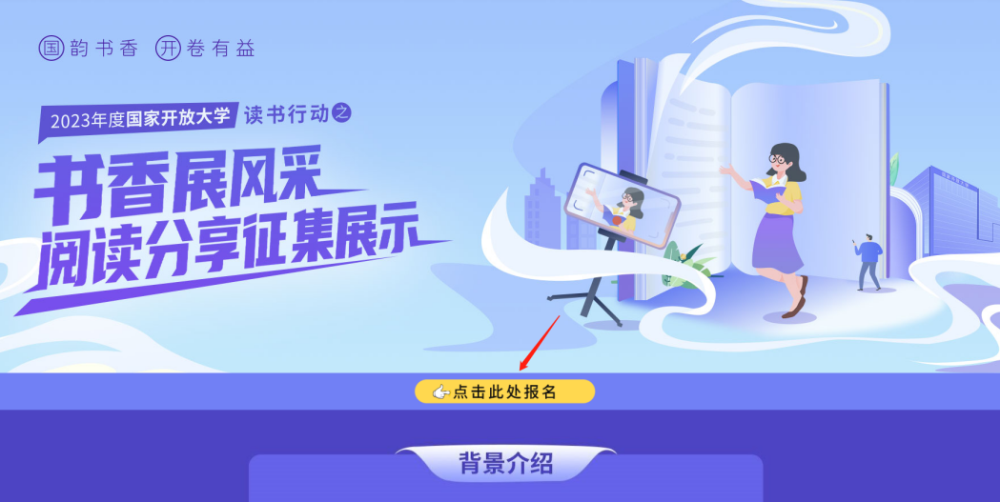 国韵书香 开卷有益
2023年度国家开放大学 读书行动之
书香展风采
阅读分享征集展示
点击此处报名
背景介绍